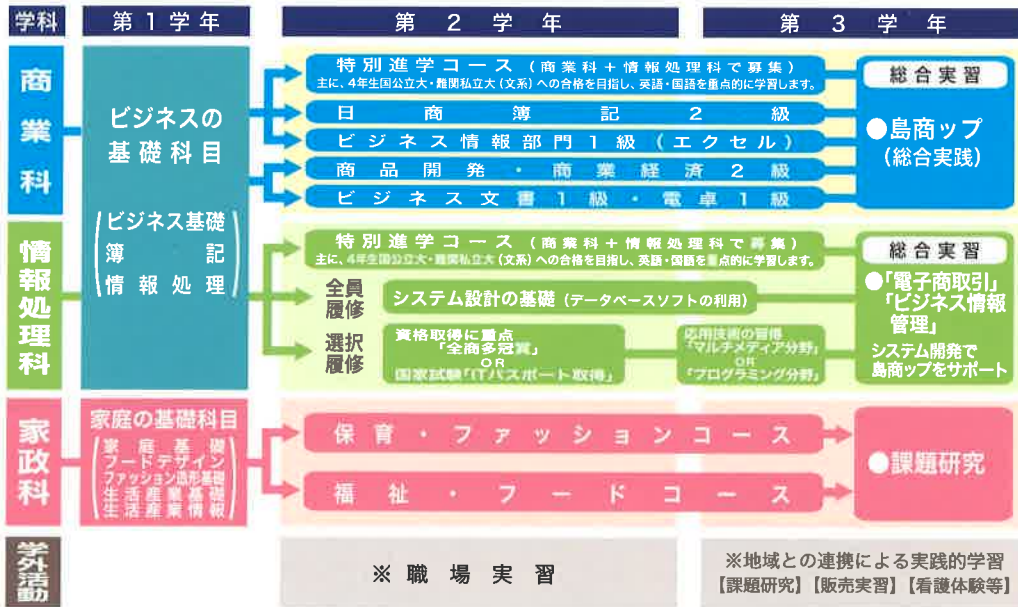 学科
第1学年
第2学年
第3学年
商業科
ビジネスの
基礎科目
ビジネス基礎
簿記
情報処理
特別進学コース（商業科＋情報処理科で募集）
主に、4年生国公立大・難関私立大（文系）への合格を目指し、英語・国語を重点的に学習します。
日商簿記2級
ビジネス情報部門1級（エクセル）
商品開発・商業経済2級
ビジネス文書1級・電卓1級
総合実習
●島商ップ
（総合実践）
情報処理科
特別進学コース（商業科＋情報処理科で募集）
主に、4年生国公立大・難関私立大（文系）への合格を目指し、英語・国語を重点的に学習します。
全員
履修
システム設計の基礎（データベースソフトの利用）
選択
履修
資格取得に重点
「全商多冠賞」
OR
国家試験「ITパスポート取得」
応用技術の習得
「マルチメディア分野」
OR
「プログラミング分野」
総合実習
●「電子商取引」
「ビジネス情報
管理」
システム開発で
島商ップをサポート
家政科
家庭の基礎科目
家庭基礎
フードデザイン
ファッション造形基礎
生活産業基礎
生活産業情報
保育・ファッションコース
福祉・フードコース
●課題研究
学外活動
※職場実習
※地域との連携による実践的学習
【課題研究】【販売実習】【看護体験等】